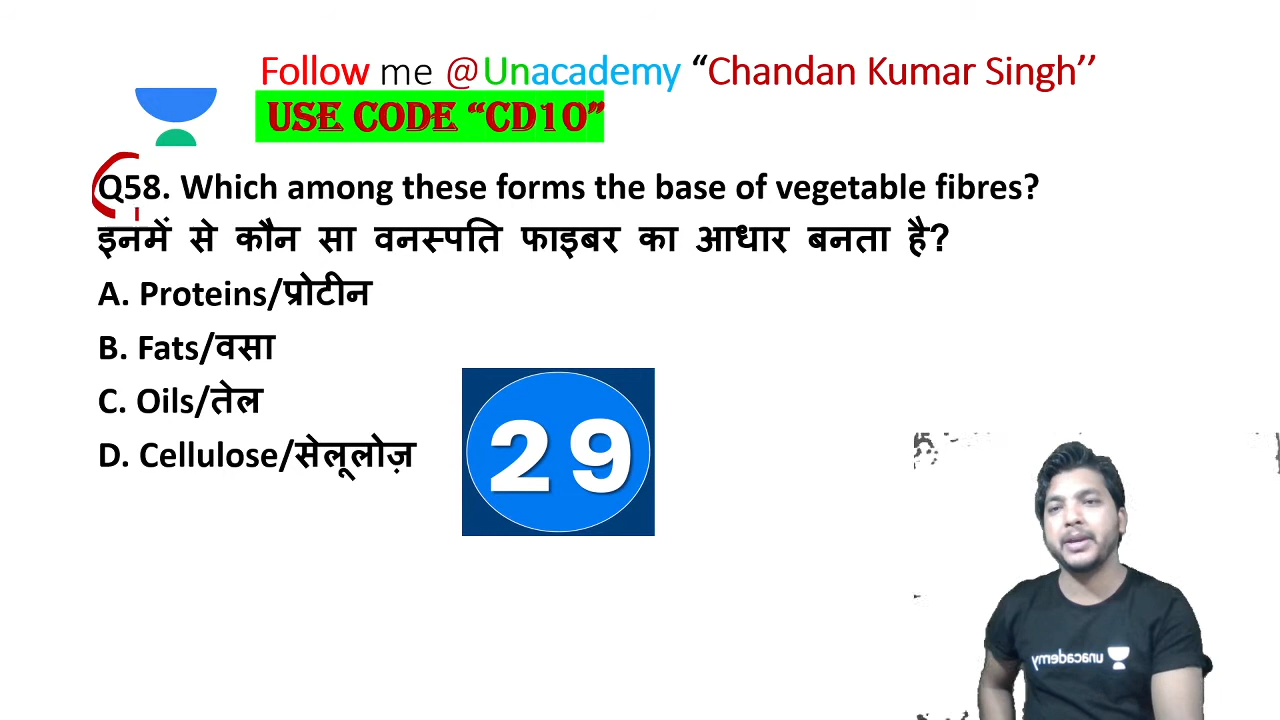 Follow me @Unacademy “Chandan Kumar Singh’’
USE CODE “CD10”
Q58. Which among these forms the base of vegetable fibres?
इनमें से कौन सा वनस्पति फाइबर का आधार बनता है?
A. Proteins/प्रोटीन
B. Fats/वसा
C. Oils/तेल
D. Cellulose/सेलूलोज़
29
unacademy